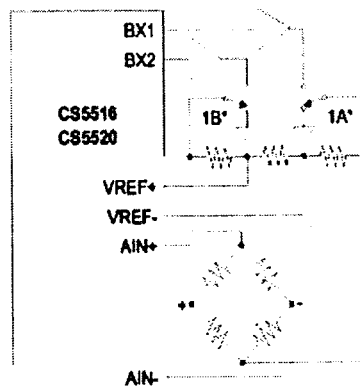 BX1
BX2
CS5516
CS5520
1B*
1A*
VREF+
VREF-
AIN+
+
-
AIN-